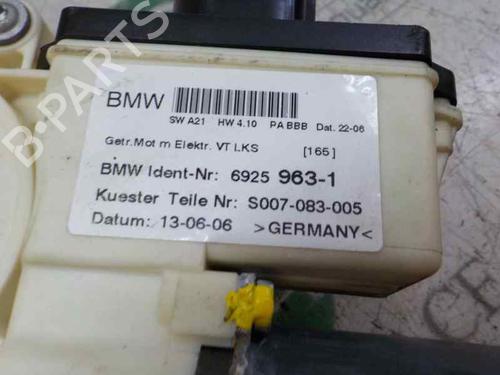 BMW
SW A21 HW 4.10 PA BBB Dat. 22-06
Getr.Mot m Elektr. VT LKS [165]
BMW Ident-Nr: 6925 963-1
Kuester Teile Nr: S007-083-005
Datum: 13-06-06 >GERMANY<